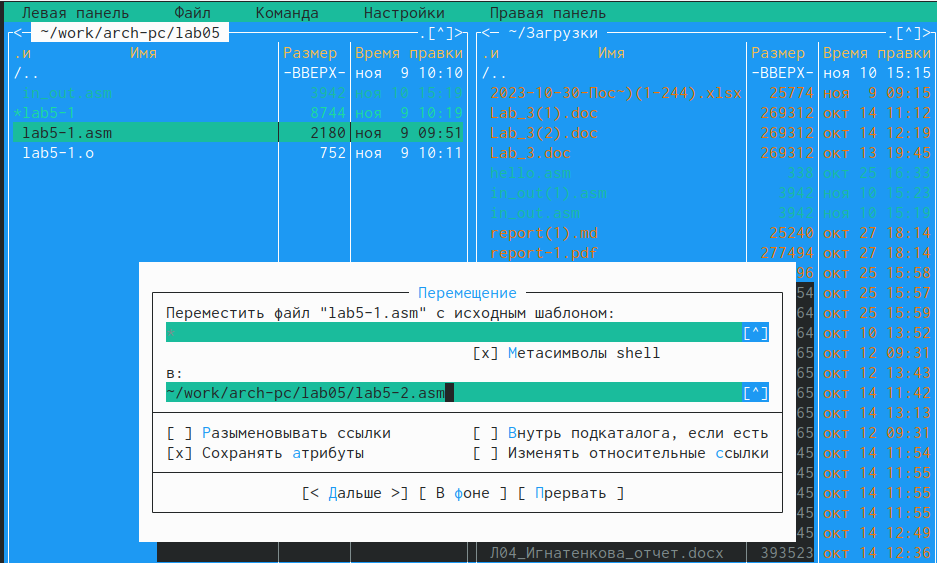 Левая панель Файл Команда Настройки Правая панель
<─ ~/work/arch-pc/lab05 .[^]> <─ ~/Загрузки .[^]>
.и Имя Размер Время правки .и Имя Размер Время правки
/.. -ВВЕРХ- ноя 9 10:10 /.. -ВВЕРХ- ноя 10 15:15
in_out.asm 3942 ноя 10 15:19 2023-10-30-Пос~)(1-244).xlsx 25774 ноя 9 09:15
*lab5-1 8744 ноя 9 10:19 Lab_3(1).doc 269312 окт 14 11:12
lab5-1.asm 2180 ноя 9 09:51 Lab_3(2).doc 269312 окт 14 12:19
lab5-1.o 752 ноя 9 10:11 Lab_3.doc 269312 окт 13 19:45
hello.asm 338 окт 25 16:33
in_out(1).asm 3942 ноя 10 15:23
in_out.asm 3942 ноя 10 15:19
report(1).md 25240 окт 27 18:14
report-1.pdf 277494 окт 27 18:14
96 окт 25 15:58
Перемещение 54 окт 25 15:57
Переместить файл "lab5-1.asm" с исходным шаблоном: 64 окт 25 15:59
* [^] 64 окт 10 13:52
[x] Метасимволы shell 65 окт 12 09:31
в: 65 окт 12 13:43
~/work/arch-pc/lab05/lab5-2.asm [^] 65 окт 14 11:42
64 окт 14 13:13
[ ] Разыменовывать ссылки [ ] Внутрь подкаталога, если есть 65 окт 12 09:31
[x] Сохранять атрибуты [ ] Изменять относительные ссылки 45 окт 14 11:54
45 окт 14 11:55
[< Дальше >] [ В фоне ] [ Прервать ] 45 окт 14 11:55
45 окт 14 11:55
45 окт 14 12:49
Л04_Игнатенкова_отчет.docx 393523 окт 14 12:36